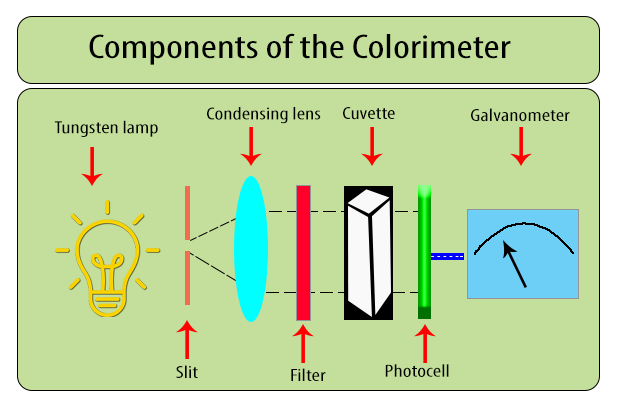 Components of the Colorimeter
Tungsten lamp
Condensing lens
Cuvette
Galvanometer
Slit
Filter
Photocell